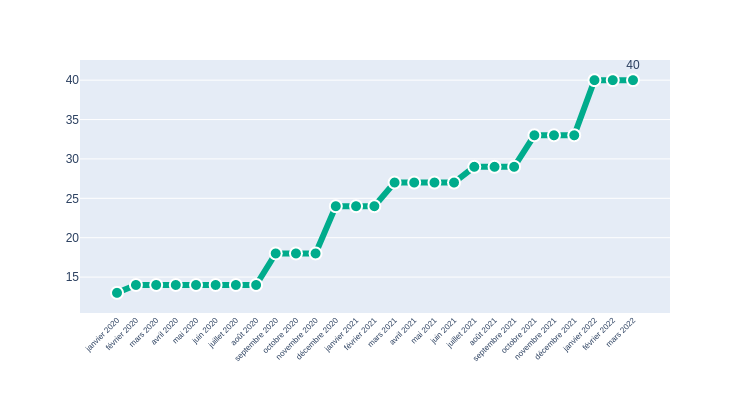 40
40
35
30
25
20
15
janvier 2020
février 2020
mars 2020
avril 2020
mai 2020
juin 2020
juillet 2020
août 2020
septembre 2020
octobre 2020
novembre 2020
décembre 2020
janvier 2021
février 2021
mars 2021
avril 2021
mai 2021
juin 2021
juillet 2021
août 2021
septembre 2021
octobre 2021
novembre 2021
décembre 2021
janvier 2022
février 2022
mars 2022